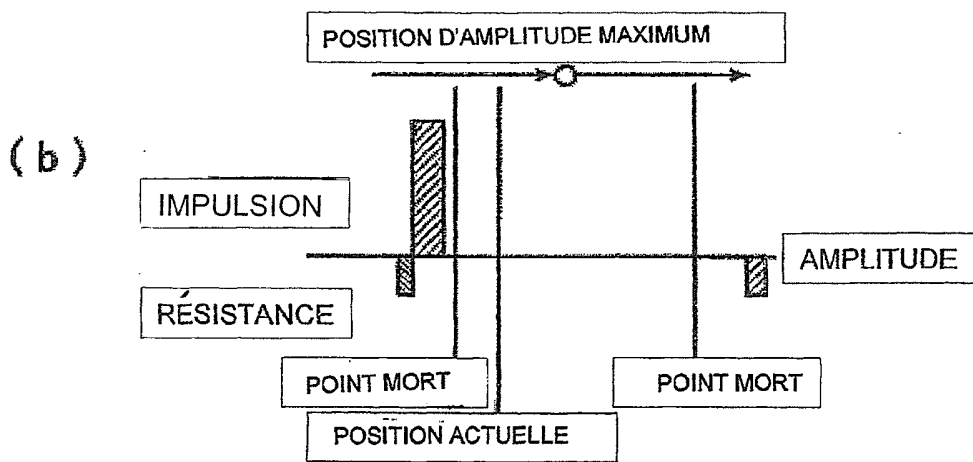 POSITION D'AMPLITUDE MAXIMUM
(b)
IMPULSION
AMPLITUDE
RÉSISTANCE
POINT MORT
POINT MORT
POSITION ACTUELLE